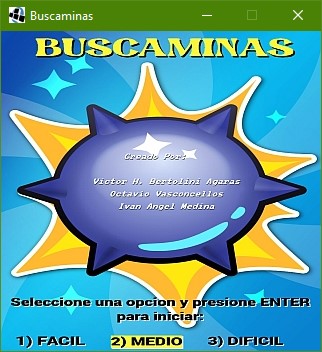 Buscaminas
BUSCAMINAS
Creado Por:
Victor H. Bertolini Agaras
Octavio Vasconcellos
Ivan Angel Medina
Seleccione una opcion y presione ENTER
para iniciar:
1) FACIL 2) MEDIO 3) DIFICIL